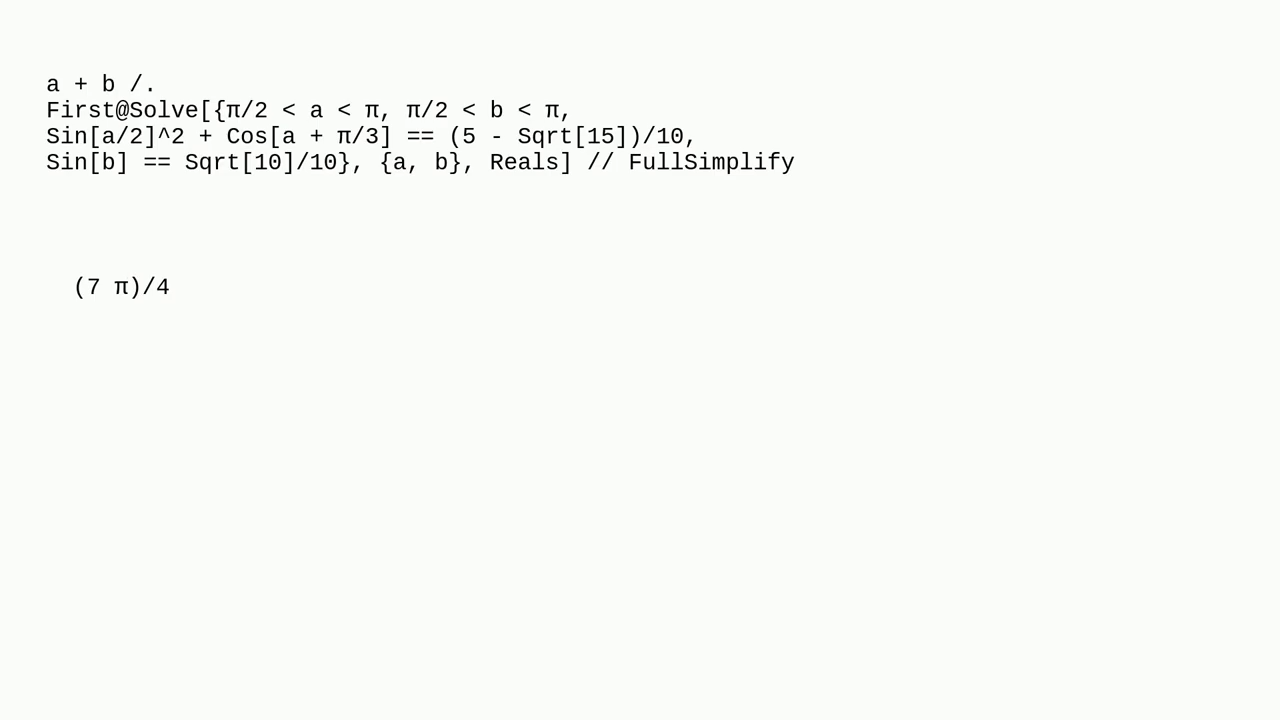 a + b /.
First@Solve[{π/2 < a < π, π/2 < b < π,
Sin[a/2]^2 + Cos[a + π/3] == (5 - Sqrt[15])/10,
Sin[b] == Sqrt[10]/10}, {a, b}, Reals] // FullSimplify
(7 π)/4